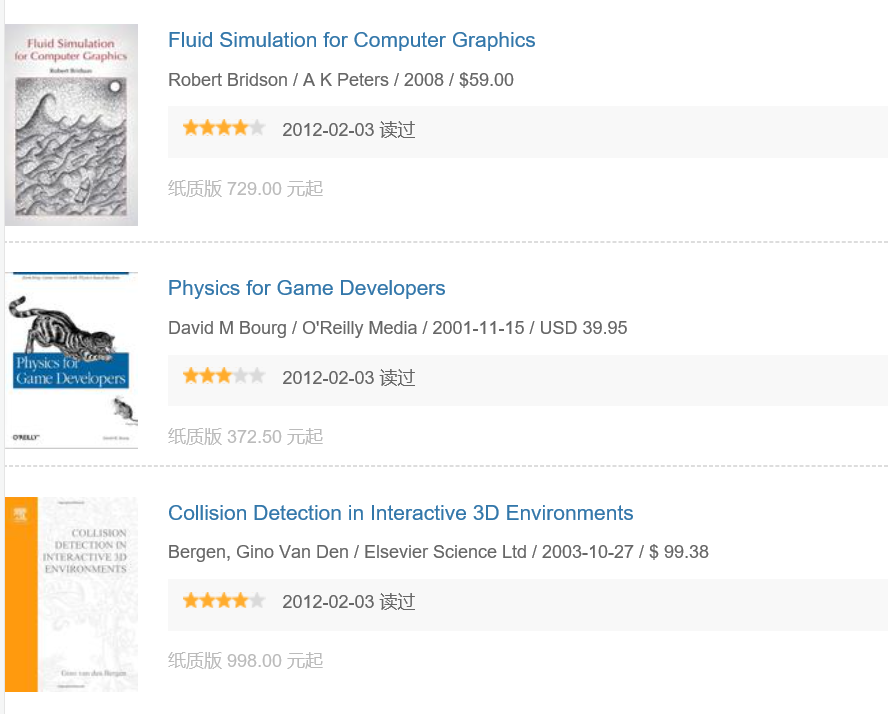 Fluid Simulation
for Computer Graphics
Robert Bridson
Fluid Simulation for Computer Graphics
Robert Bridson / A K Peters / 2008 / $59.00
2012-02-03 读过
纸质版 729.00 元起
Physics for
Game Developers
O'REILLY
Physics for Game Developers
David M Bourg / O'Reilly Media / 2001-11-15 / USD 39.95
2012-02-03 读过
纸质版 372.50 元起
COLLISION
DETECTION IN
INTERACTIVE 3D
ENVIRONMENTS
Gino van den Bergen
Collision Detection in Interactive 3D Environments
Bergen, Gino Van Den / Elsevier Science Ltd / 2003-10-27 / $ 99.38
2012-02-03 读过
纸质版 998.00 元起